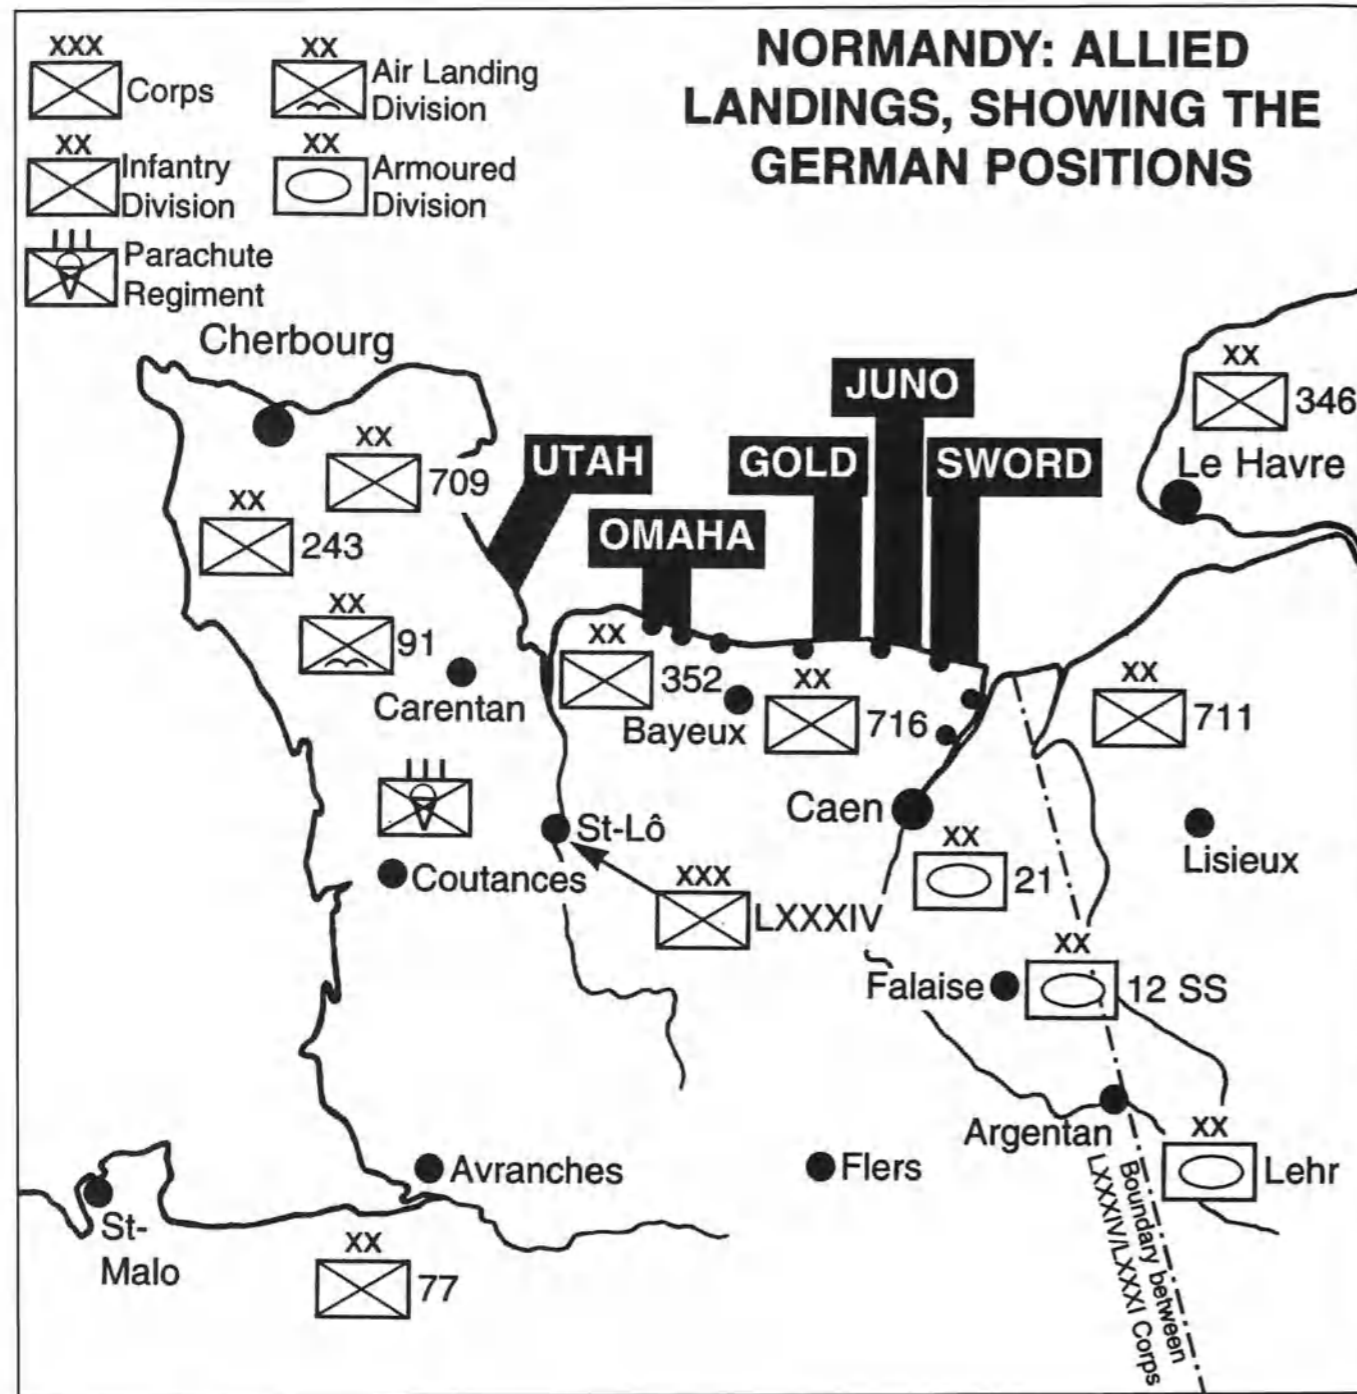 NORMANDY: ALLIED
LANDINGS, SHOWING THE
GERMAN POSITIONS
XXX
Corps
XX
Air Landing
Division
XX
Infantry
Division
XX
Armoured
Division
III
Parachute
Regiment
Cherbourg
JUNO
XX
346
UTAH
GOLD
SWORD
Le Havre
XX
709
XX
243
OMAHA
XX
91
XX
352
Carentan
Bayeux
XX
716
XX
711
III
Caen
St-Lô
Lisieux
Coutances
XX
21
XXX
LXXXIV
XX
12 SS
Falaise
Argentan
XX
Lehr
Avranches
Flers
St-
Malo
XX
77
Boundary between
LXXXIV/LXXXI Corps